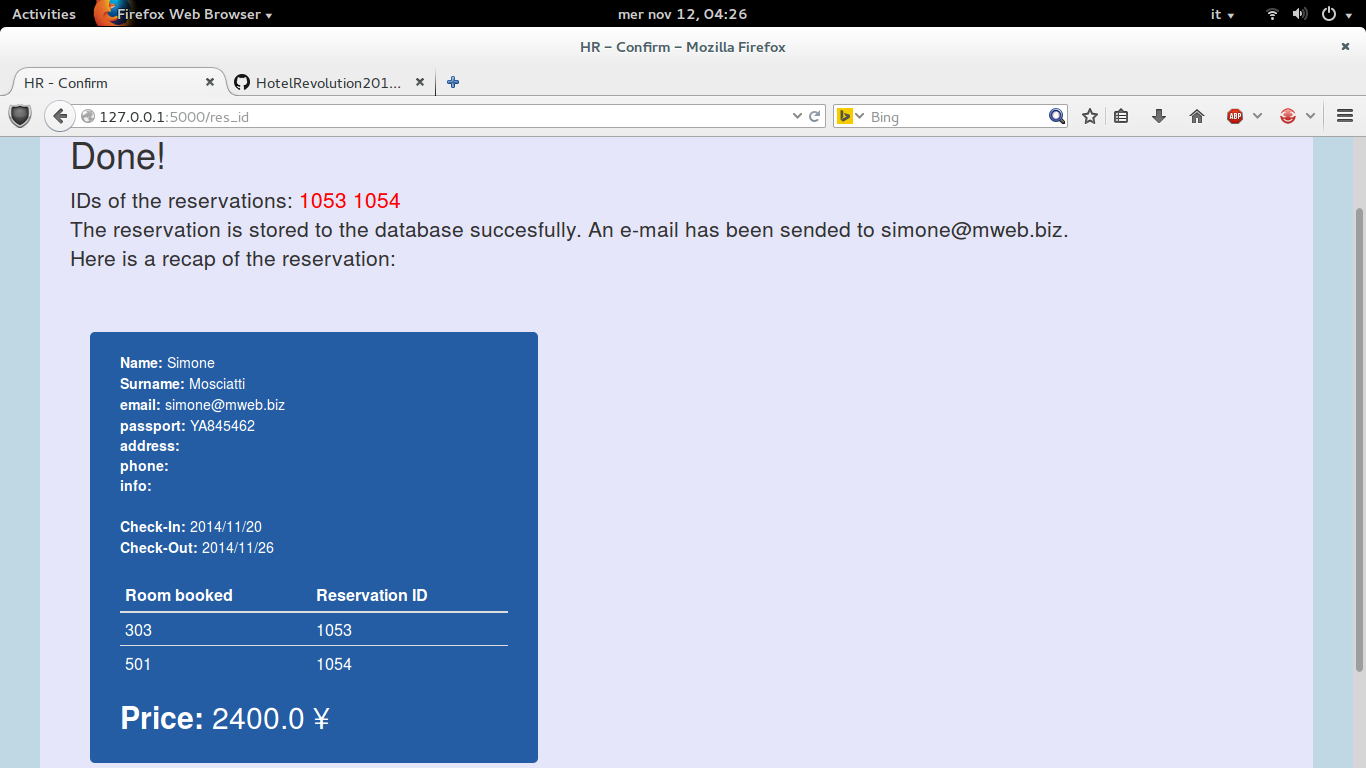 Activities Firefox Web Browser mer nov 12, 04:26 it
HR – Confirm – Mozilla Firefox
HR - Confirm HotelRevolution201...
127.0.0.1:5000/res_id Bing ABP
Done!
IDs of the reservations: 1053 1054
The reservation is stored to the database succesfully. An e-mail has been sended to simone@mweb.biz.
Here is a recap of the reservation:
Name: Simone
Surname: Mosciatti
email: simone@mweb.biz
passport: YA845462
address:
phone:
info:
Check-In: 2014/11/20
Check-Out: 2014/11/26
Room booked Reservation ID
303 1053
501 1054
Price: 2400.0 ¥